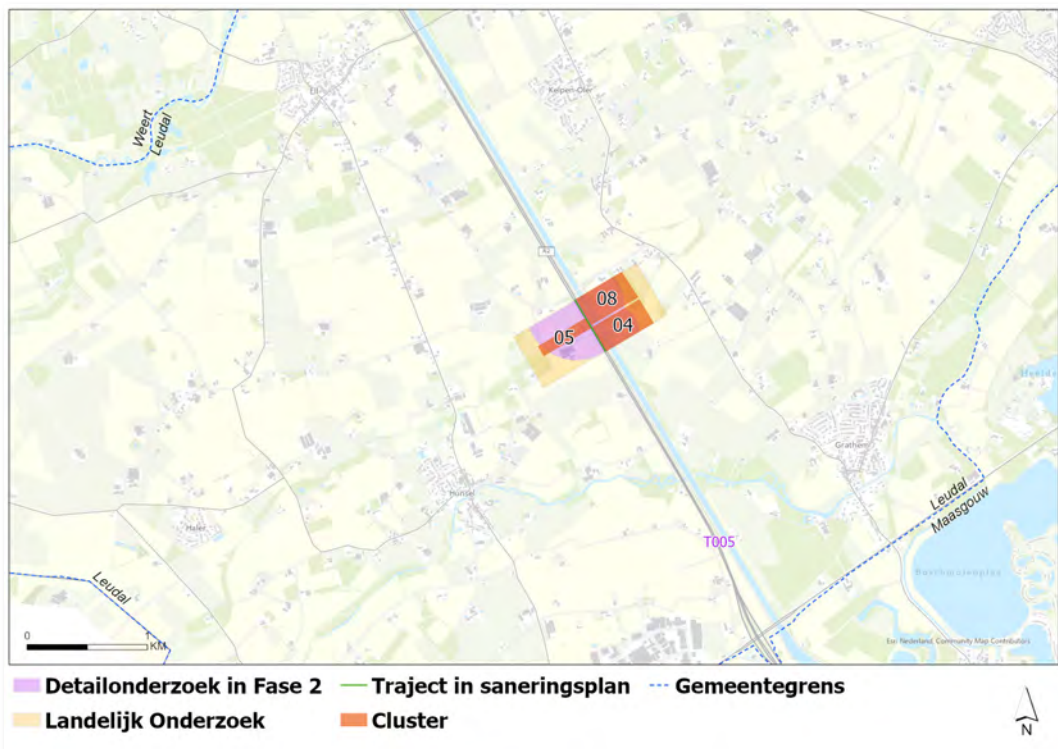 Weert
Leudal
Ell
Kelpen-Oler
A2
08
04
05
Grathem
Hunsel
Haler
T005
Leudal
Maasgouw
Leudal
0 1
KM
Esri Nederland, Community Map Contributors
Detailonderzoek in Fase 2 Traject in saneringsplan Gemeentegrens
Landelijk Onderzoek Cluster
N